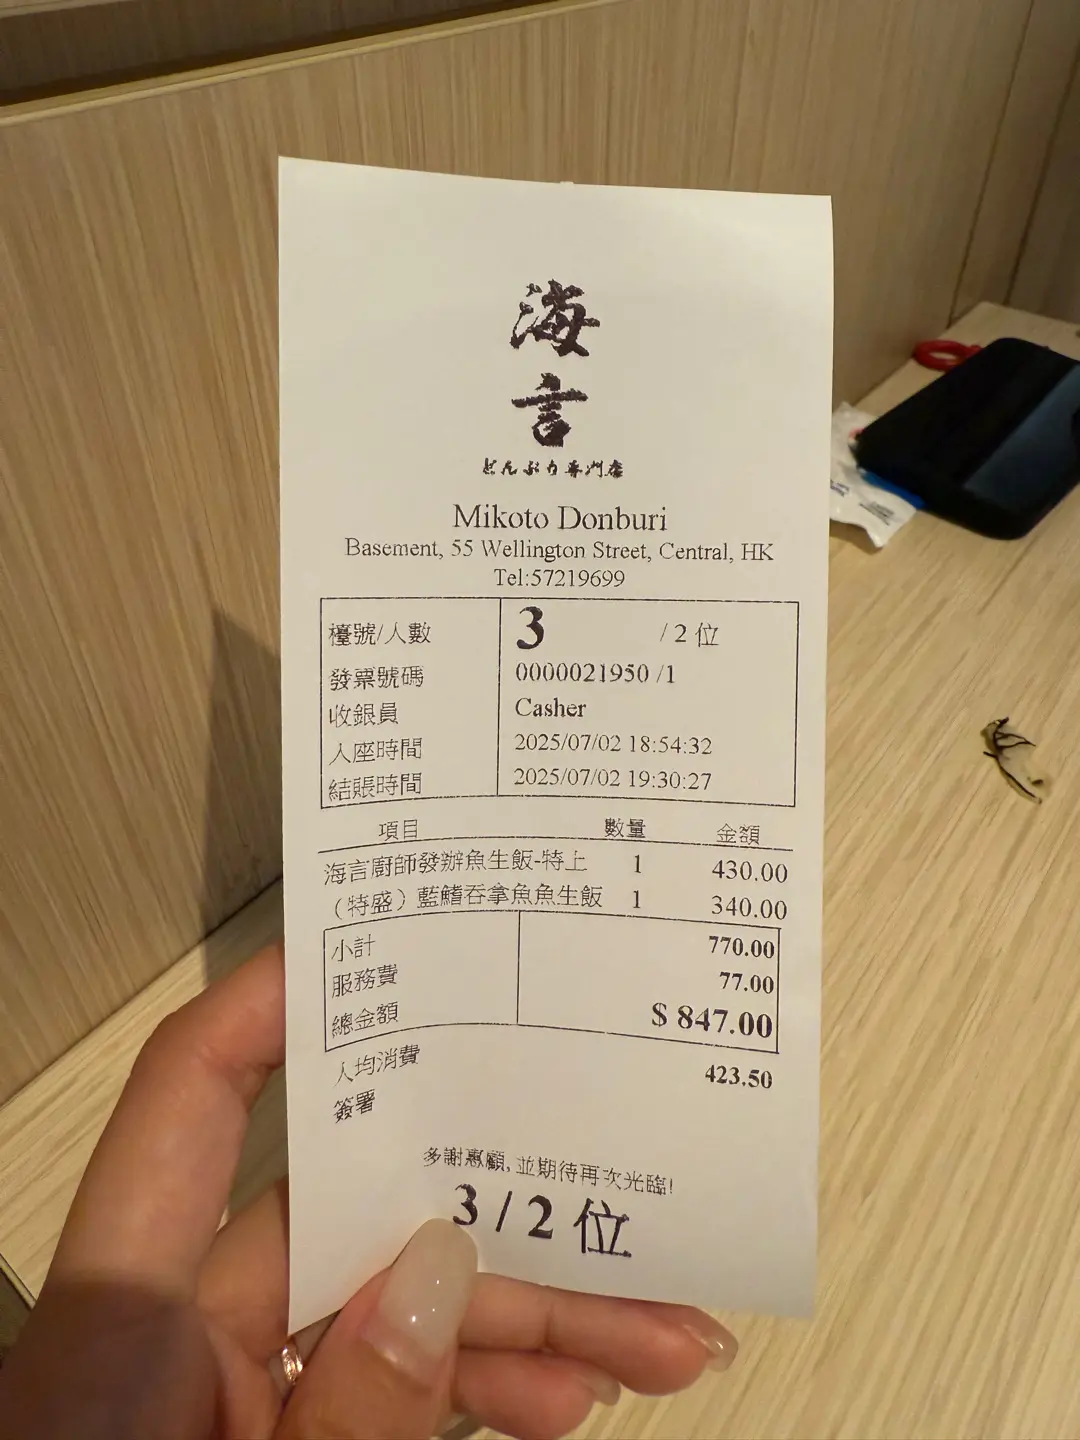 海
言
どんぶり専門店
Mikoto Donburi
Basement, 55 Wellington Street, Central, HK
Tel:57219699
檯號/人數 3 / 2 位
發票號碼 0000021950 /1
收銀員 Casher
入座時間 2025/07/02 18:54:32
結賬時間 2025/07/02 19:30:27
項目 數量 金額
海言廚師發辦魚生飯-特上 1 430.00
（特盛）藍鰭吞拿魚魚生飯 1 340.00
小計 770.00
服務費 77.00
總金額 $ 847.00
人均消費 423.50
簽署
多謝惠顧, 並期待再次光臨!
3 / 2 位